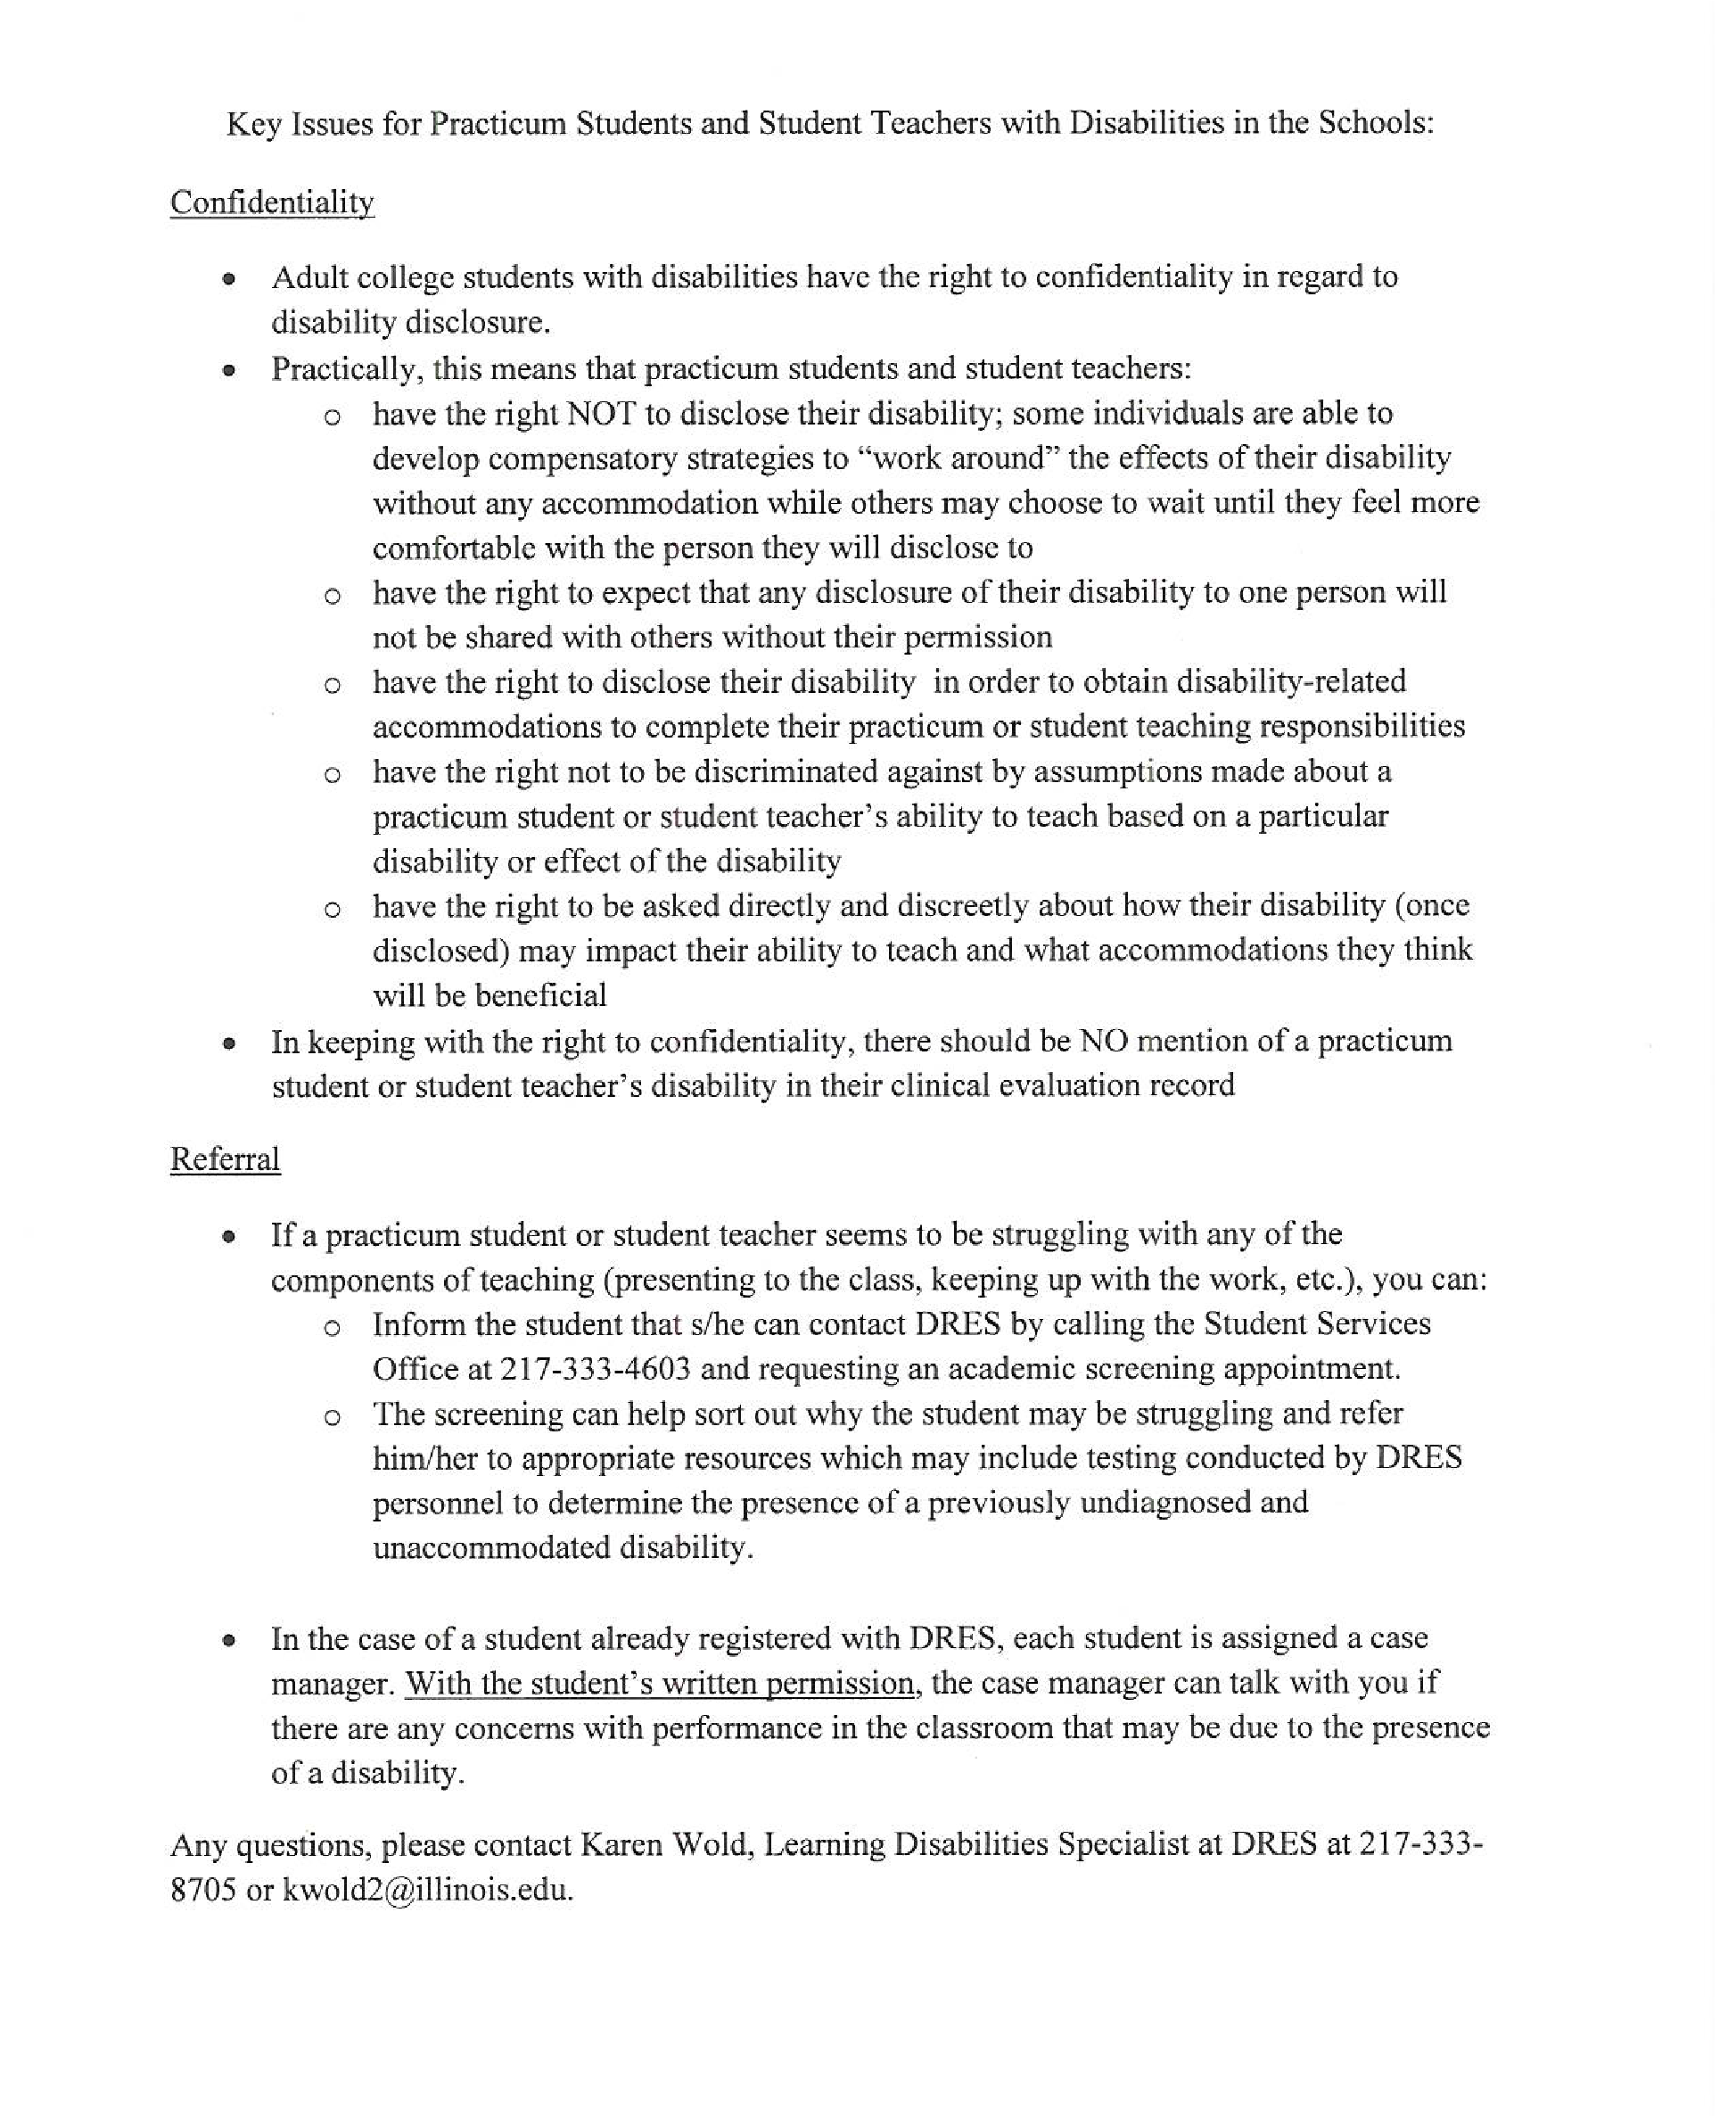 Key Issues for Practicum Students and Student Teachers with Disabilities in the Schools:
Confidentiality
• Adult college students with disabilities have the right to confidentiality in regard to
disability disclosure.
• Practically, this means that practicum students and student teachers:
o have the right NOT to disclose their disability; some individuals are able to
develop compensatory strategies to “work around” the effects of their disability
without any accommodation while others may choose to wait until they feel more
comfortable with the person they will disclose to
o have the right to expect that any disclosure of their disability to one person will
not be shared with others without their permission
o have the right to disclose their disability in order to obtain disability-related
accommodations to complete their practicum or student teaching responsibilities
o have the right not to be discriminated against by assumptions made about a
practicum student or student teacher’s ability to teach based on a particular
disability or effect of the disability
o have the right to be asked directly and discreetly about how their disability (once
disclosed) may impact their ability to teach and what accommodations they think
will be beneficial
• In keeping with the right to confidentiality, there should be NO mention of a practicum
student or student teacher’s disability in their clinical evaluation record
Referral
• If a practicum student or student teacher seems to be struggling with any of the
components of teaching (presenting to the class, keeping up with the work, etc.), you can:
o Inform the student that s/he can contact DRES by calling the Student Services
Office at 217-333-4603 and requesting an academic screening appointment.
o The screening can help sort out why the student may be struggling and refer
him/her to appropriate resources which may include testing conducted by DRES
personnel to determine the presence of a previously undiagnosed and
unaccommodated disability.
• In the case of a student already registered with DRES, each student is assigned a case
manager. With the student’s written permission, the case manager can talk with you if
there are any concerns with performance in the classroom that may be due to the presence
of a disability.
Any questions, please contact Karen Wold, Learning Disabilities Specialist at DRES at 217-333-
8705 or kwold2@illinois.edu.